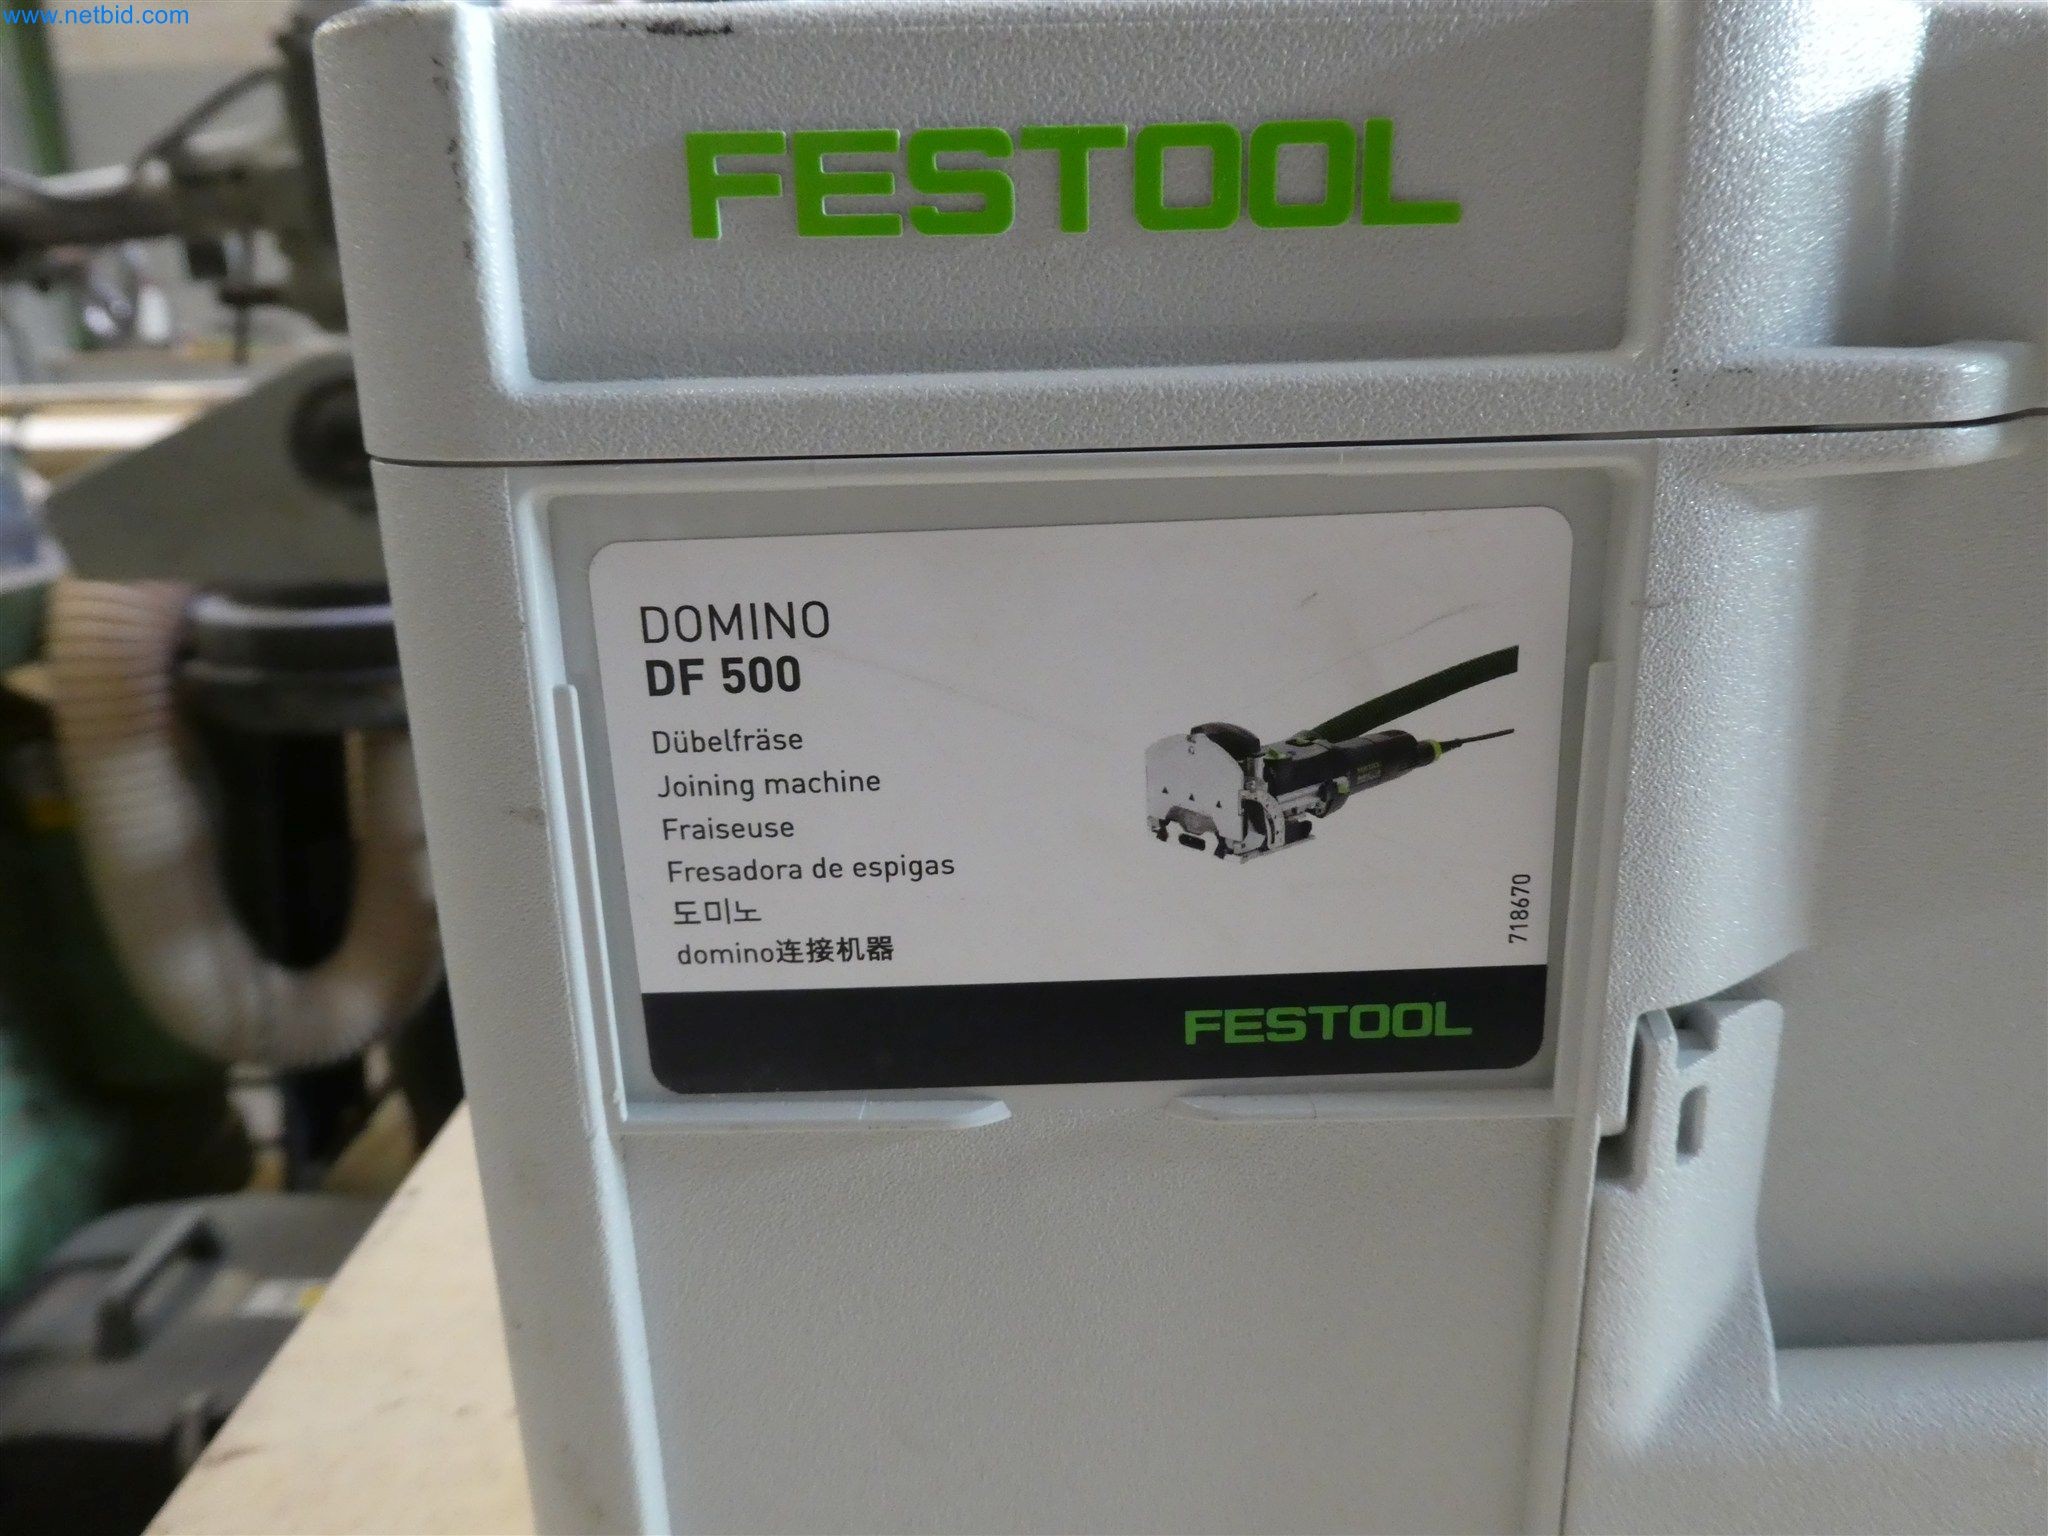 www.netbid.com
FESTOOL
DOMINO
DF 500
Dübelfräse
Joining machine
Fraiseuse
Fresadora de espigas
도미노
domino连接机器
718670
FESTOOL